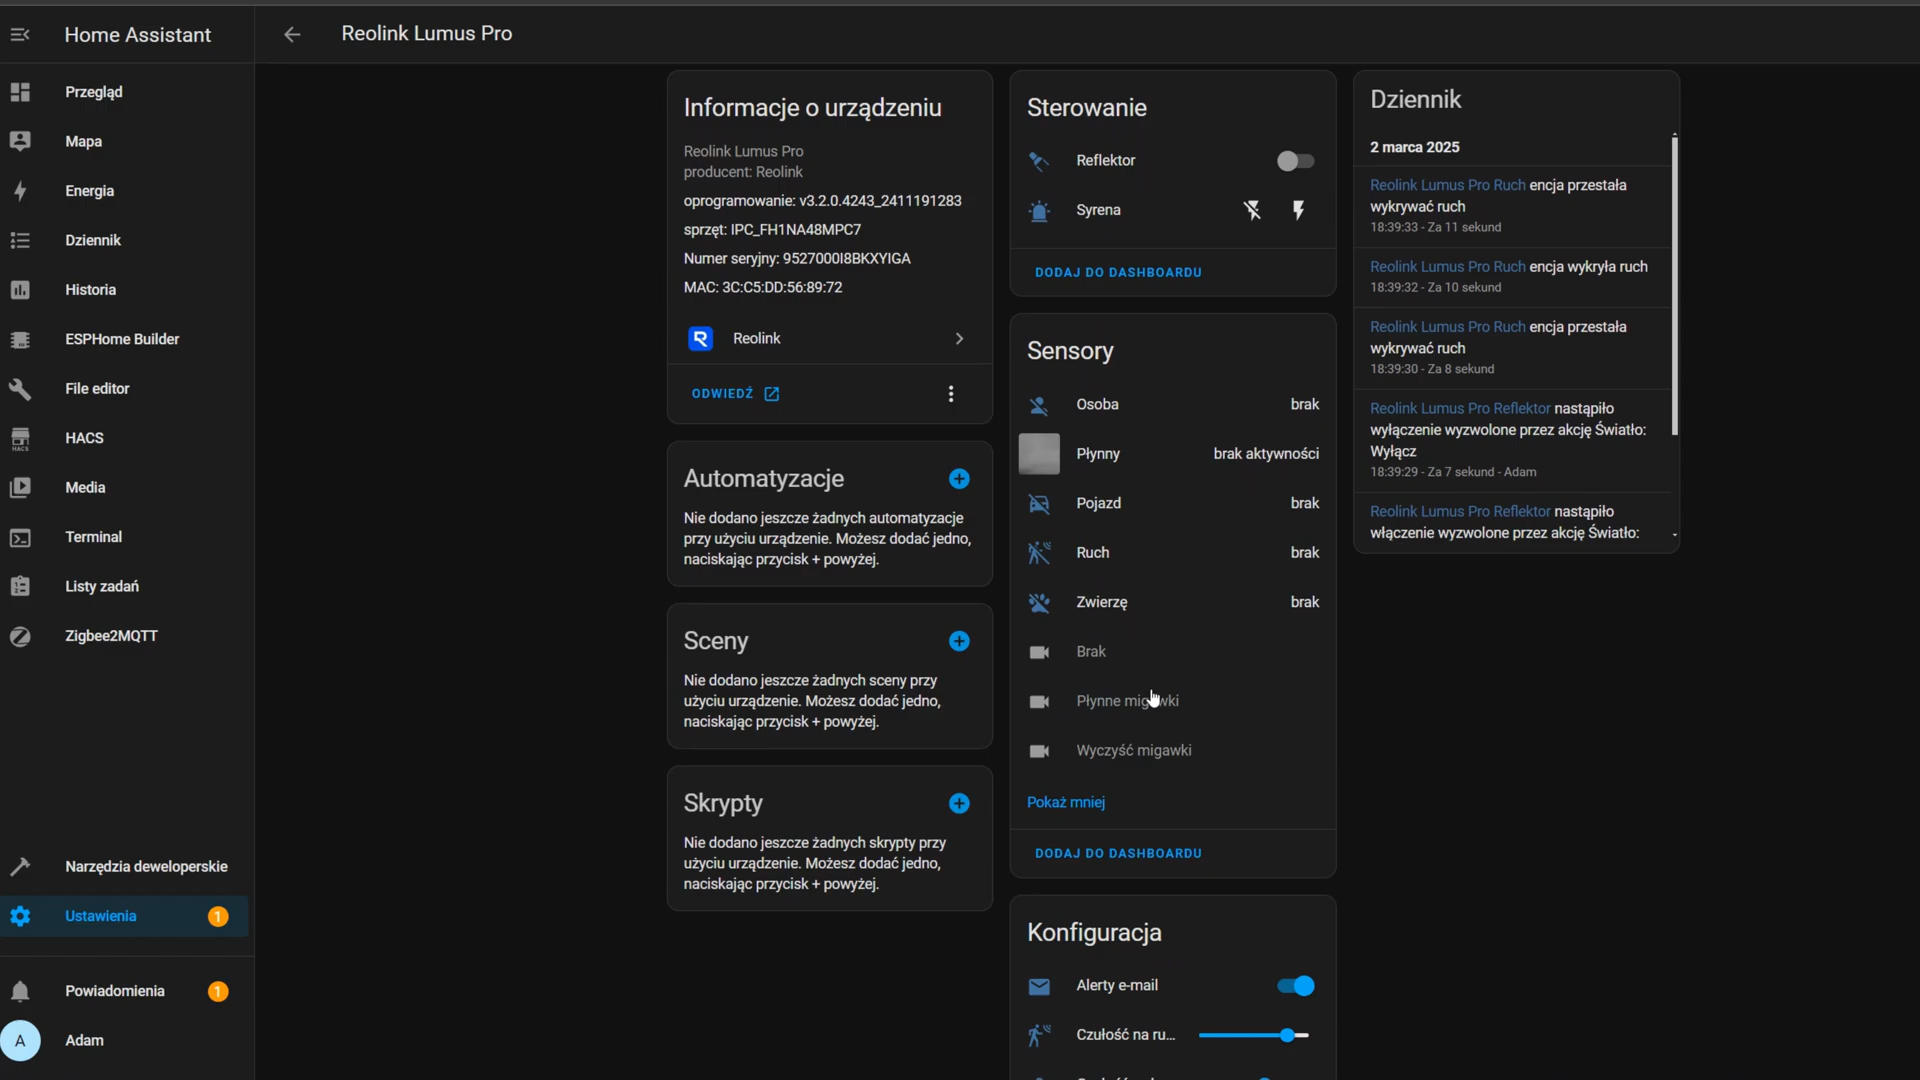 Home Assistant
Przegląd
Mapa
Energia
Dziennik
Historia
ESPHome Builder
File editor
HACS
HACS
Media
Terminal
Listy zadań
Zigbee2MQTT
Narzędzia deweloperskie
Ustawienia
1
Powiadomienia
1
A
Adam
Reolink Lumus Pro
Informacje o urządzeniu
Reolink Lumus Pro
producent: Reolink
oprogramowanie: v3.2.0.4243_2411191283
sprzęt: IPC_FH1NA48MPC7
Numer seryjny: 9527000I8BKXYIGA
MAC: 3C:C5:DD:56:89:72
Reolink
ODWIEDŹ
Automatyzacje
Nie dodano jeszcze żadnych automatyzacje
przy użyciu urządzenie. Możesz dodać jedno,
naciskając przycisk + powyżej.
Sceny
Nie dodano jeszcze żadnych sceny przy
użyciu urządzenie. Możesz dodać jedno,
naciskając przycisk + powyżej.
Skrypty
Nie dodano jeszcze żadnych skrypty przy
użyciu urządzenie. Możesz dodać jedno,
naciskając przycisk + powyżej.
Sterowanie
Reflektor
Syrena
DODAJ DO DASHBOARDU
Sensory
Osoba brak
Płynny brak aktywności
Pojazd brak
Ruch brak
Zwierzę brak
Brak
Płynne migawki
Wyczyść migawki
Pokaż mniej
DODAJ DO DASHBOARDU
Konfiguracja
Alerty e-mail
Czułość na ru...
Dziennik
2 marca 2025
Reolink Lumus Pro Ruch encja przestała
wykrywać ruch
18:39:33 - Za 11 sekund
Reolink Lumus Pro Ruch encja wykryła ruch
18:39:32 - Za 10 sekund
Reolink Lumus Pro Ruch encja przestała
wykrywać ruch
18:39:30 - Za 8 sekund
Reolink Lumus Pro Reflektor nastąpiło
wyłączenie wyzwolone przez akcję Światło:
Wyłącz
18:39:29 - Za 7 sekund - Adam
Reolink Lumus Pro Reflektor nastąpiło
włączenie wyzwolone przez akcję Światło: